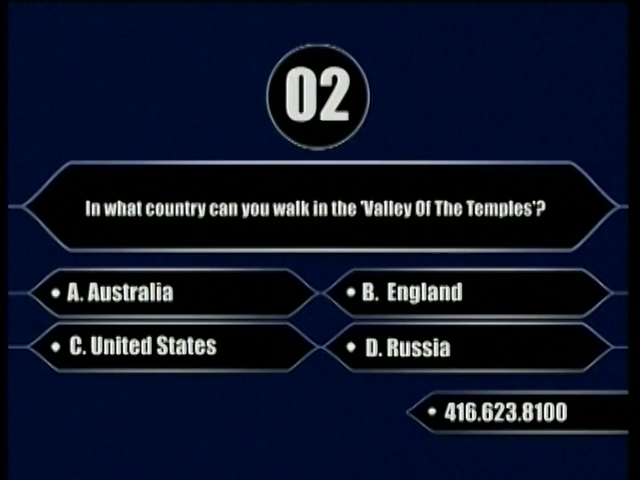 02
In what country can you walk in the 'Valley Of The Temples'?
A. Australia
B. England
C. United States
D. Russia
416.623.8100